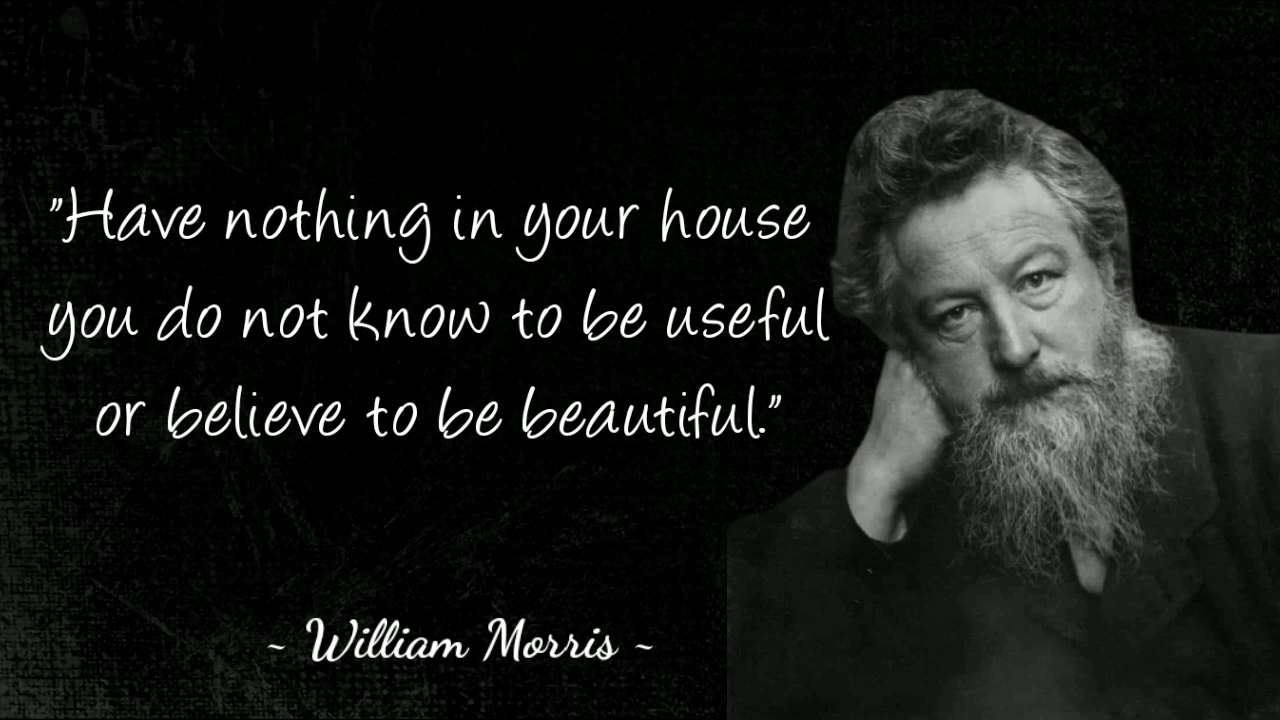 "Have nothing in your house
you do not know to be useful
or believe to be beautiful."
~ William Morris ~